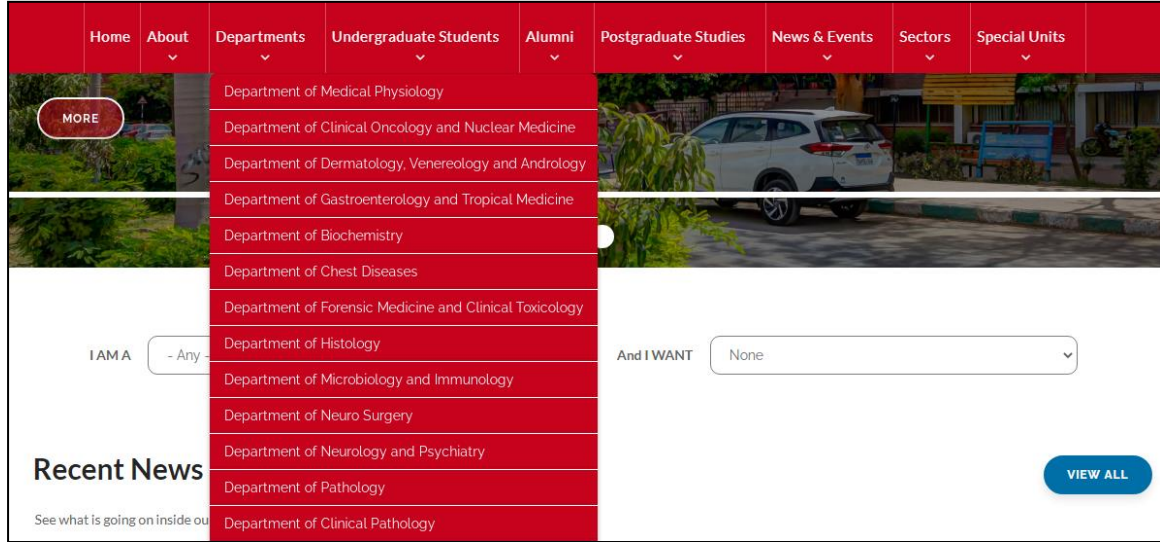 Home About Departments Undergraduate Students Alumni Postgraduate Studies News & Events Sectors Special Units
MORE
Department of Medical Physiology
Department of Clinical Oncology and Nuclear Medicine
Department of Dermatology, Venereology and Andrology
Department of Gastroenterology and Tropical Medicine
Department of Biochemistry
Department of Chest Diseases
Department of Forensic Medicine and Clinical Toxicology
Department of Histology
Department of Microbiology and Immunology
Department of Neuro Surgery
Department of Neurology and Psychiatry
Department of Pathology
Department of Clinical Pathology
I AM A - Any - And I WANT None
Recent News
VIEW ALL
See what is going on inside ou